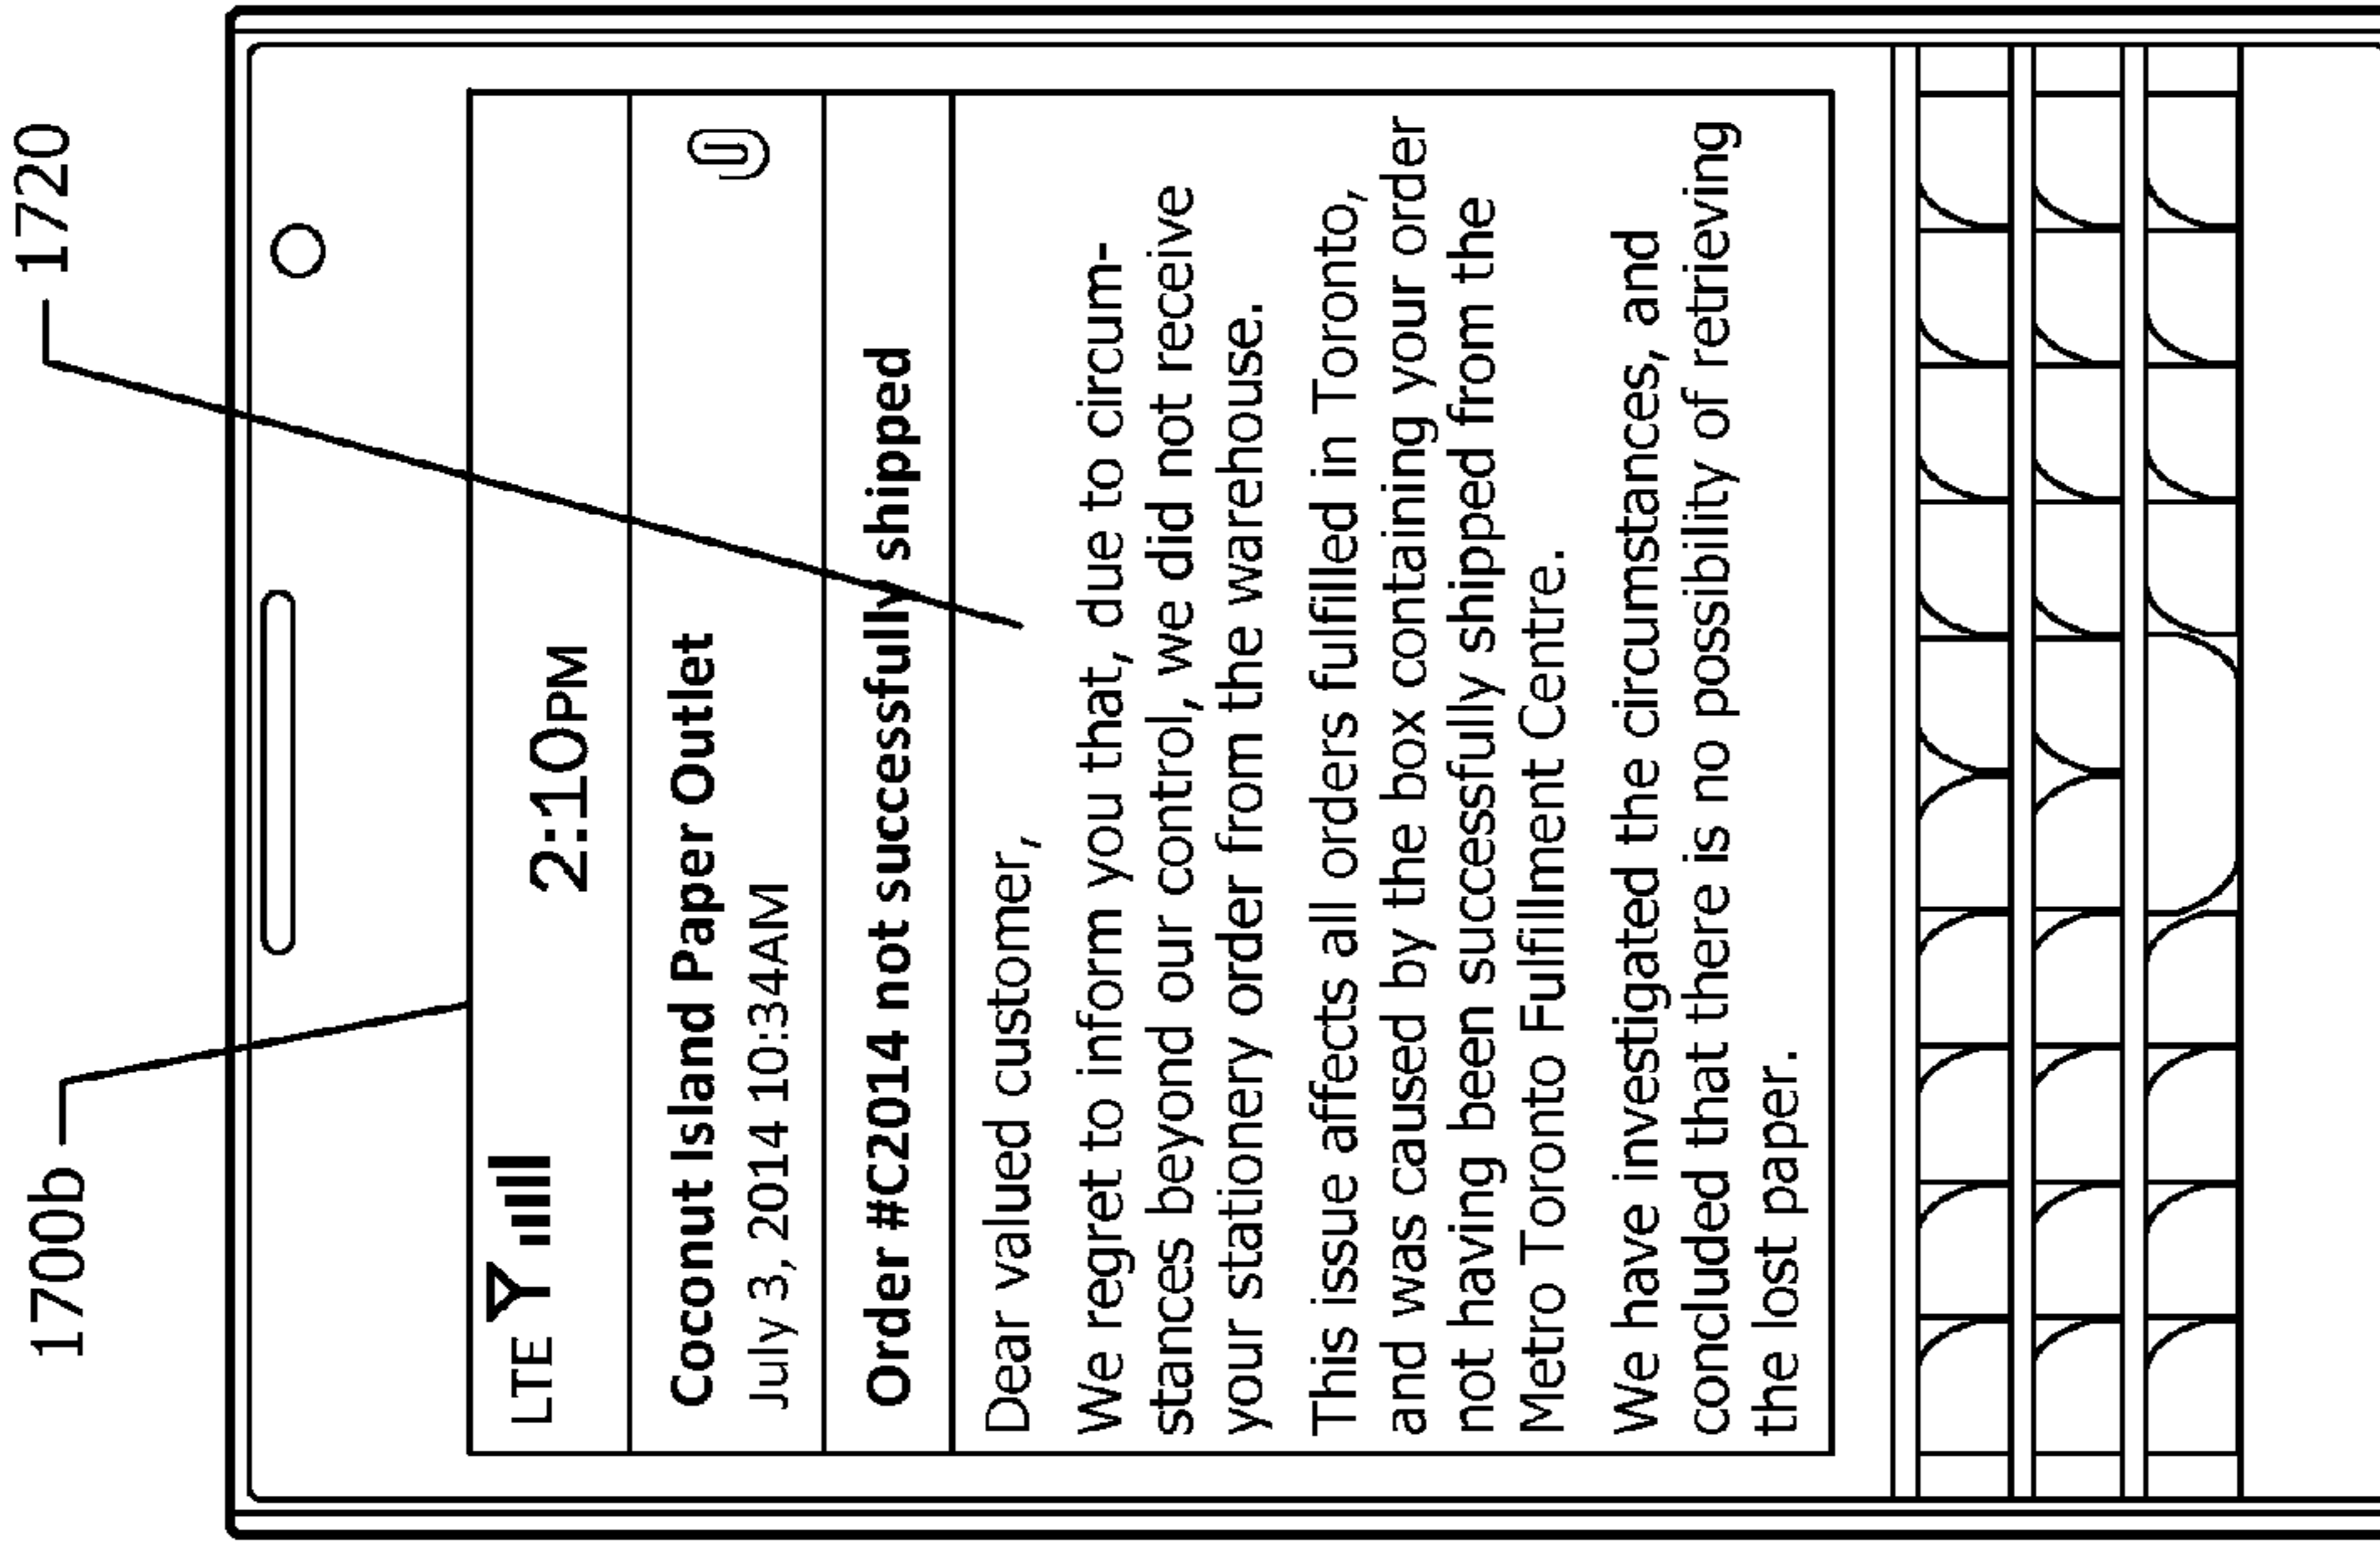 1700b
1720
LTE 2:10PM
Coconut Island Paper Outlet
July 3, 2014 10:34AM
Order #C2014 not successfully shipped
Dear valued customer,
We regret to inform you that, due to circum-
stances beyond our control, we did not receive
your stationery order from the warehouse.
This issue affects all orders fulfilled in Toronto,
and was caused by the box containing your order
not having been successfully shipped from the
Metro Toronto Fulfillment Centre.
We have investigated the circumstances, and
concluded that there is no possibility of retrieving
the lost paper.